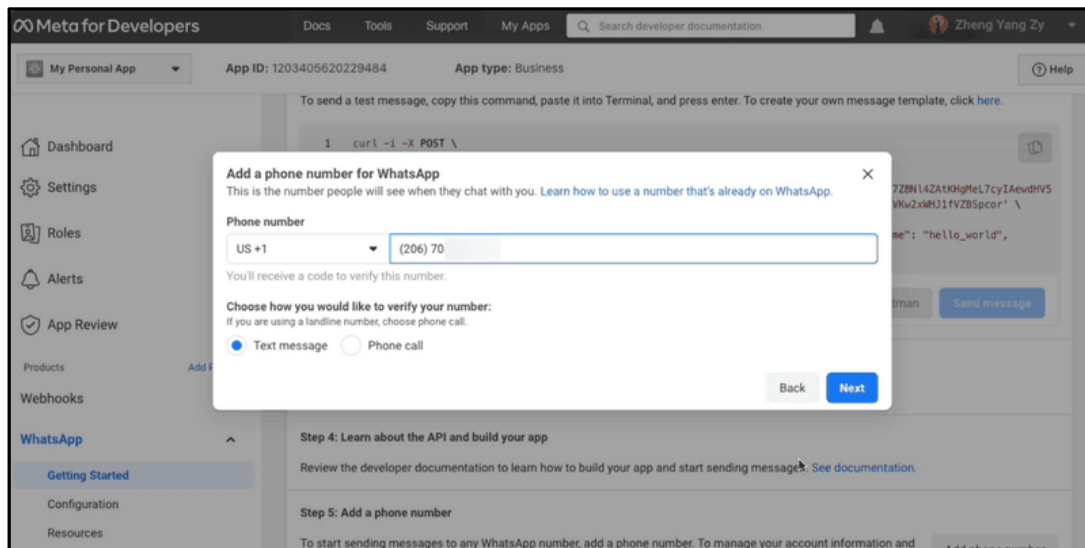 Meta for Developers
Docs Tools Support My Apps Search developer documentation Zheng Yang Zy
My Personal App App ID: 1203405620229484 App type: Business Help
To send a test message, copy this command, paste it into Terminal, and press enter. To create your own message template, click here.
Dashboard
1 curl -i -X POST \
Add a phone number for WhatsApp
This is the number people will see when they chat with you. Learn how to use a number that's already on WhatsApp.
Settings
Phone number
Roles
US +1 (206) 70
me": "hello_world",
Alerts
You'll receive a code to verify this number.
Choose how you would like to verify your number:
If you are using a landline number, choose phone call.
tman Send message
App Review
Text message Phone call
Products Add P
Webhooks
Back Next
WhatsApp
Step 4: Learn about the API and build your app
Getting Started
Review the developer documentation to learn how to build your app and start sending messages. See documentation.
Configuration
Step 5: Add a phone number
Resources
To start sending messages to any WhatsApp number, add a phone number. To manage your account information and
Add phone number